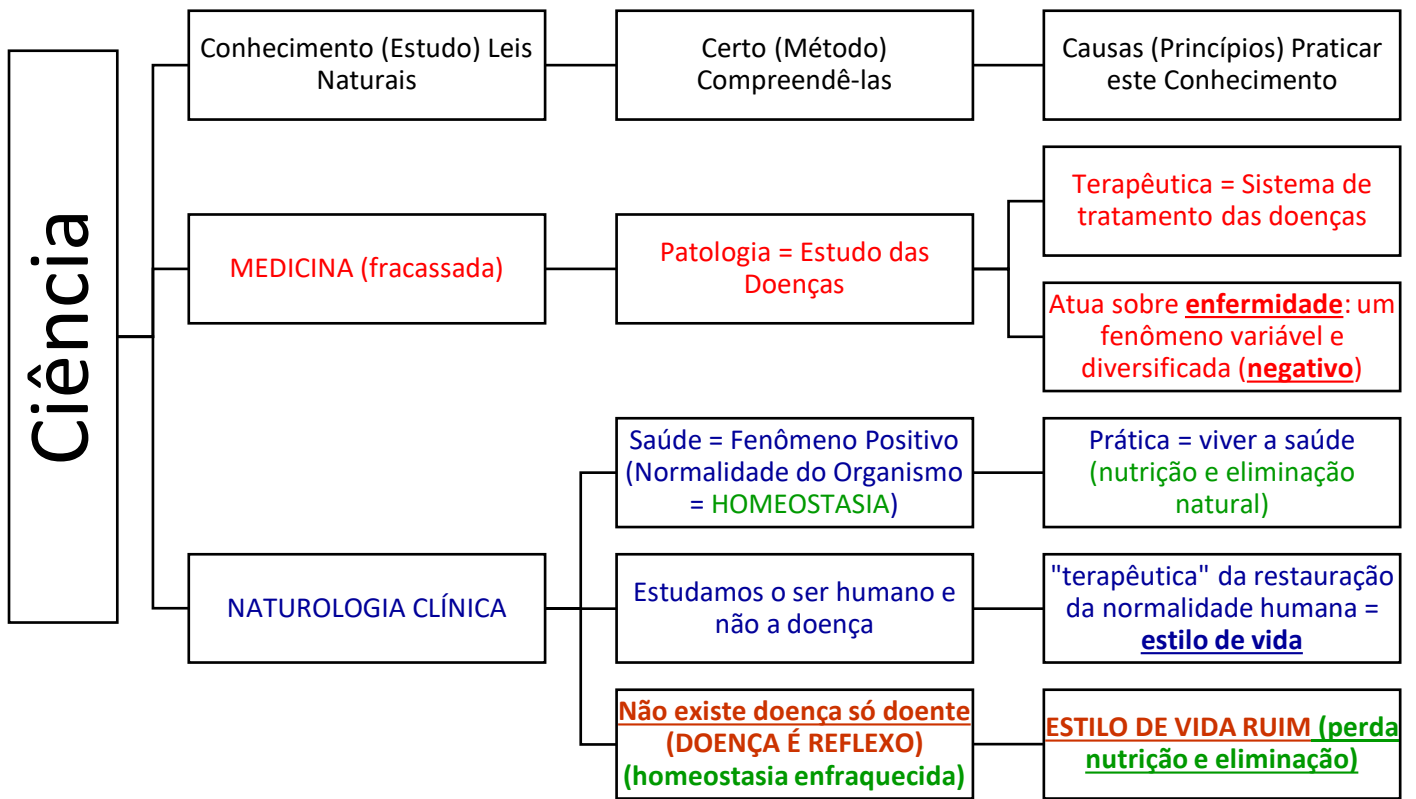 Ciência
Conhecimento (Estudo) Leis
Naturais
Certo (Método)
Compreendê-las
Causas (Princípios) Praticar
este Conhecimento
MEDICINA (fracassada)
Patologia = Estudo das
Doenças
Terapêutica = Sistema de
tratamento das doenças
Atua sobre enfermidade: um
fenômeno variável e
diversificada (negativo)
NATUROLOGIA CLÍNICA
Saúde = Fenômeno Positivo
(Normalidade do Organismo
= HOMEOSTASIA)
Prática = viver a saúde
(nutrição e eliminação
natural)
Estudamos o ser humano e
não a doença
"terapêutica" da restauração
da normalidade humana =
estilo de vida
Não existe doença só doente
(DOENÇA É REFLEXO)
(homeostasia enfraquecida)
ESTILO DE VIDA RUIM (perda
nutrição e eliminação)